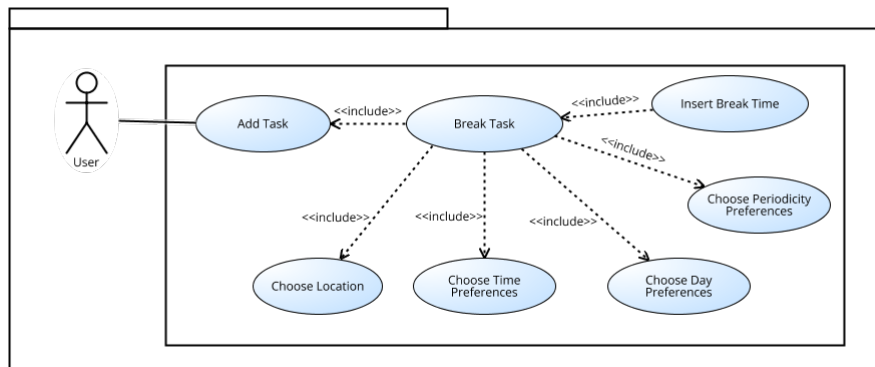 User
Add Task
<<include>>
Break Task
<<include>>
Insert Break Time
<<include>>
Choose Periodicity
Preferences
<<include>>
<<include>>
<<include>>
Choose Location
Choose Time
Preferences
Choose Day
Preferences